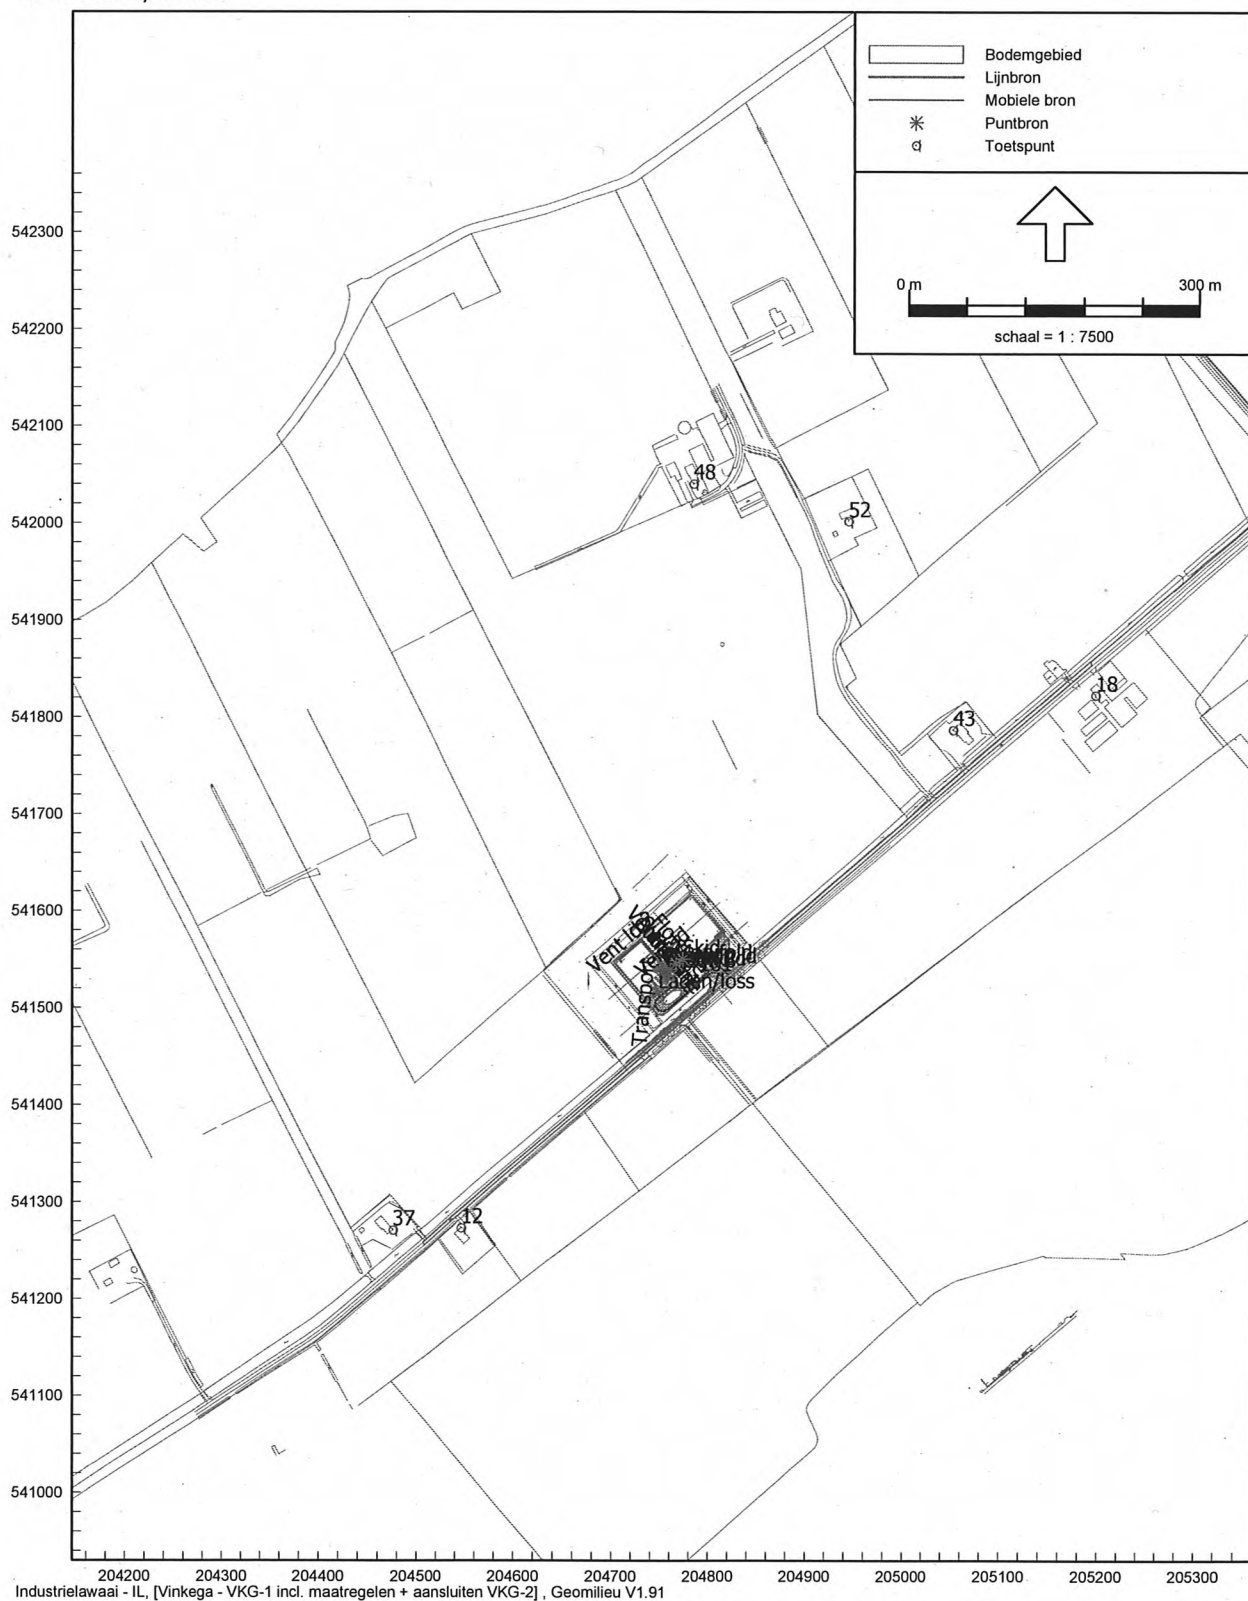 Bodemgebied
Lijnbron
Mobiele bron
Puntbron
Toetspunt
0 m 300 m
schaal = 1 : 7500
542300
542200
542100
542000
541900
541800
541700
541600
541500
541400
541300
541200
541100
541000
48
52
18
43
Vent
Laden/loss
Transpo
37
12
204200 204300 204400 204500 204600 204700 204800 204900 205000 205100 205200 205300
Industrielawaai - IL, [Vinkega - VKG-1 incl. maatregelen + aansluiten VKG-2] , Geomilieu V1.91